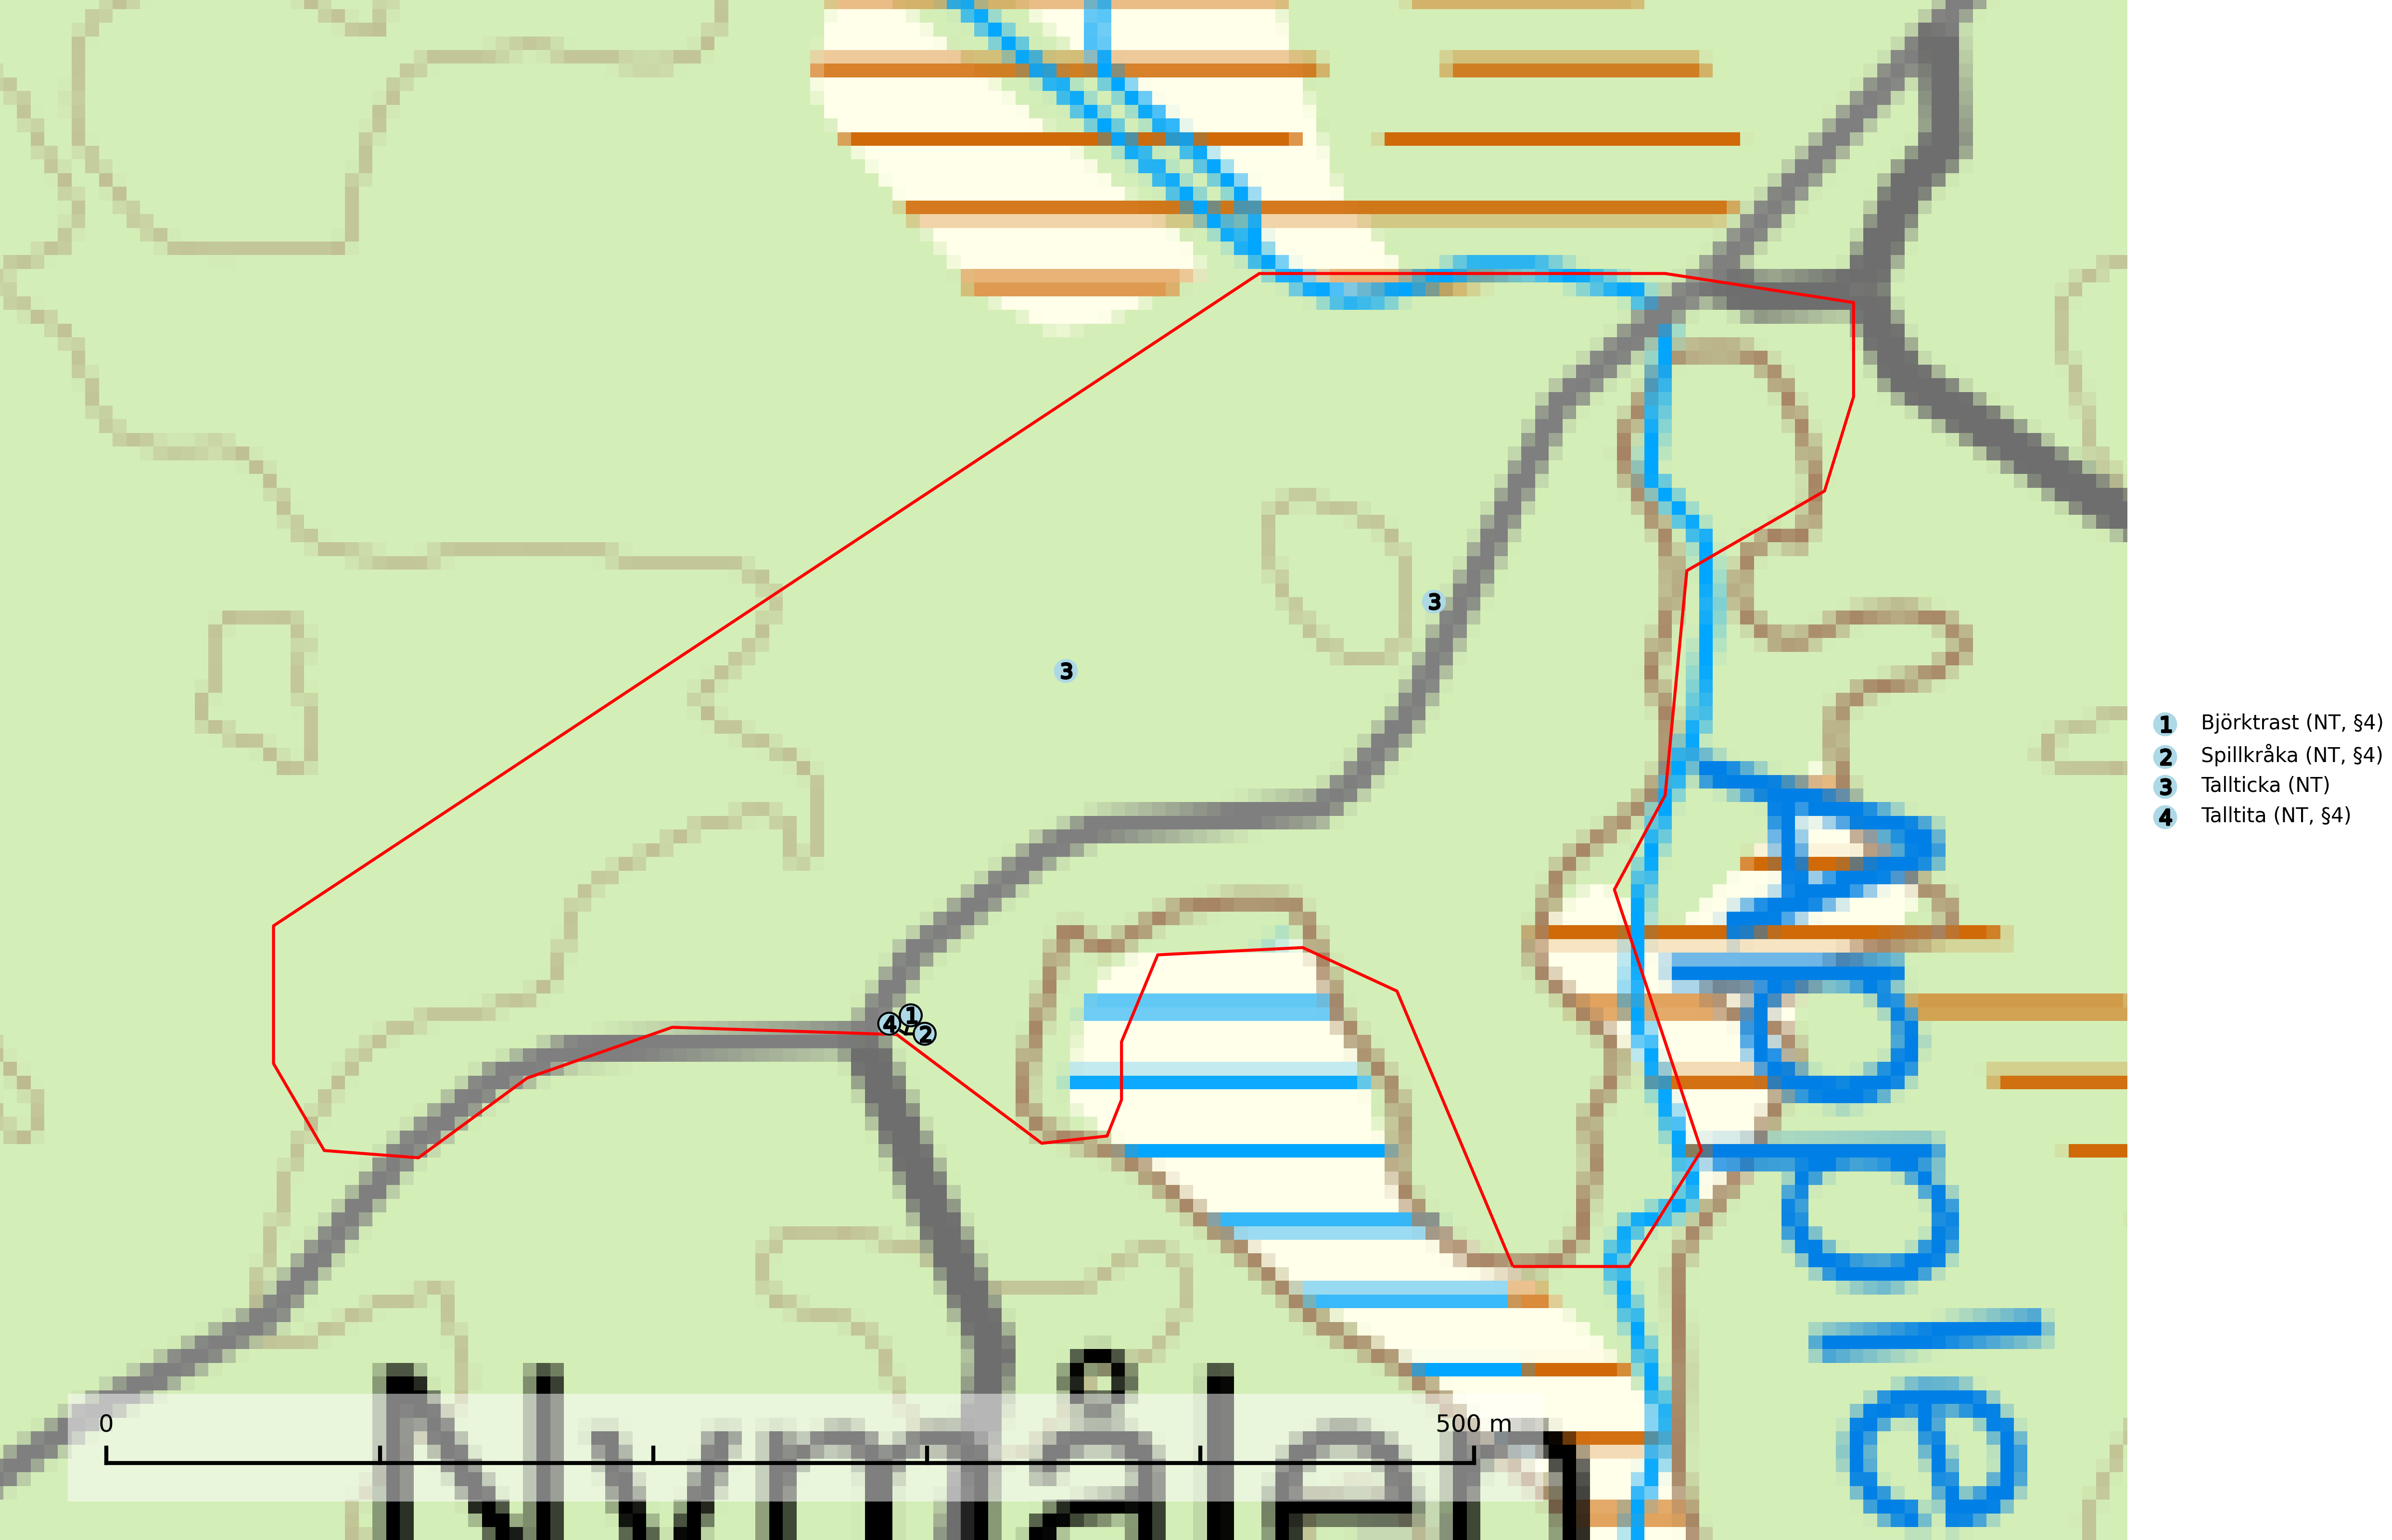 3
3
4
1
2
1 Björktrast (NT, §4)
2 Spillkråka (NT, §4)
3 Tallticka (NT)
4 Talltita (NT, §4)
0
500 m